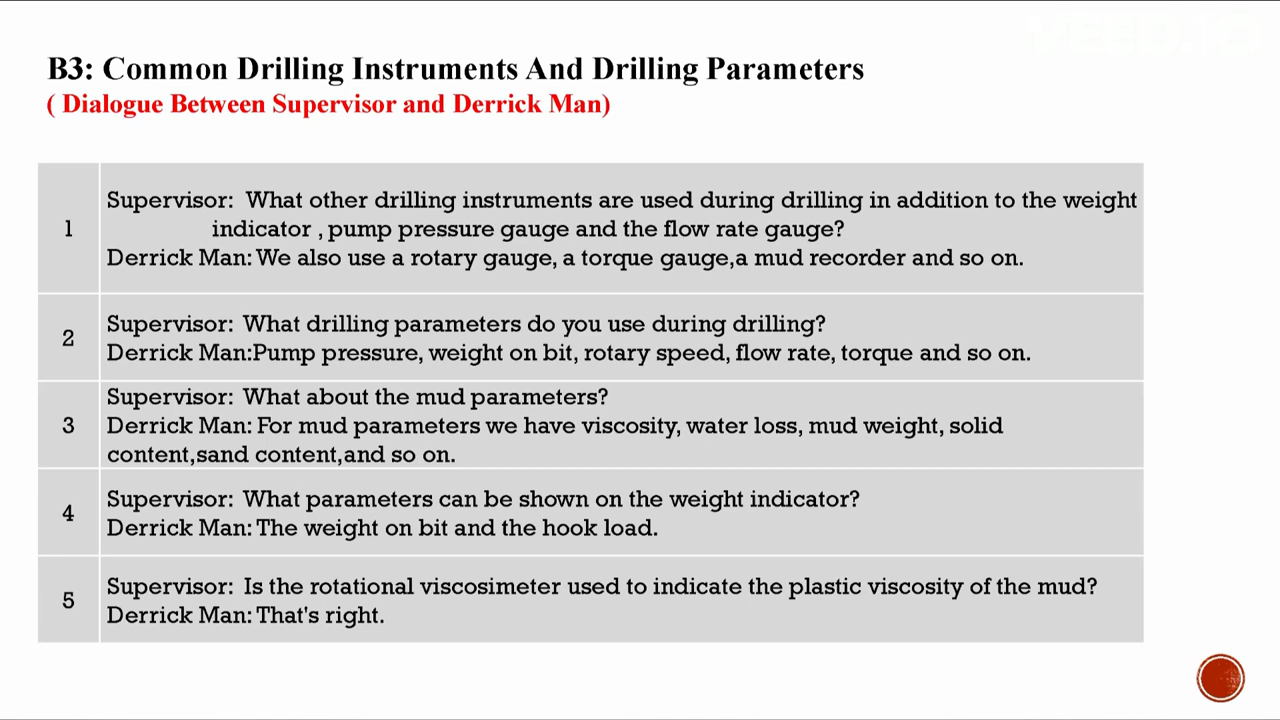 VEED.IO
B3: Common Drilling Instruments And Drilling Parameters
( Dialogue Between Supervisor and Derrick Man)
1
Supervisor: What other drilling instruments are used during drilling in addition to the weight
indicator , pump pressure gauge and the flow rate gauge?
Derrick Man: We also use a rotary gauge, a torque gauge,a mud recorder and so on.
2
Supervisor: What drilling parameters do you use during drilling?
Derrick Man:Pump pressure, weight on bit, rotary speed, flow rate, torque and so on.
3
Supervisor: What about the mud parameters?
Derrick Man: For mud parameters we have viscosity, water loss, mud weight, solid
content,sand content,and so on.
4
Supervisor: What parameters can be shown on the weight indicator?
Derrick Man: The weight on bit and the hook load.
5
Supervisor: Is the rotational viscosimeter used to indicate the plastic viscosity of the mud?
Derrick Man: That's right.